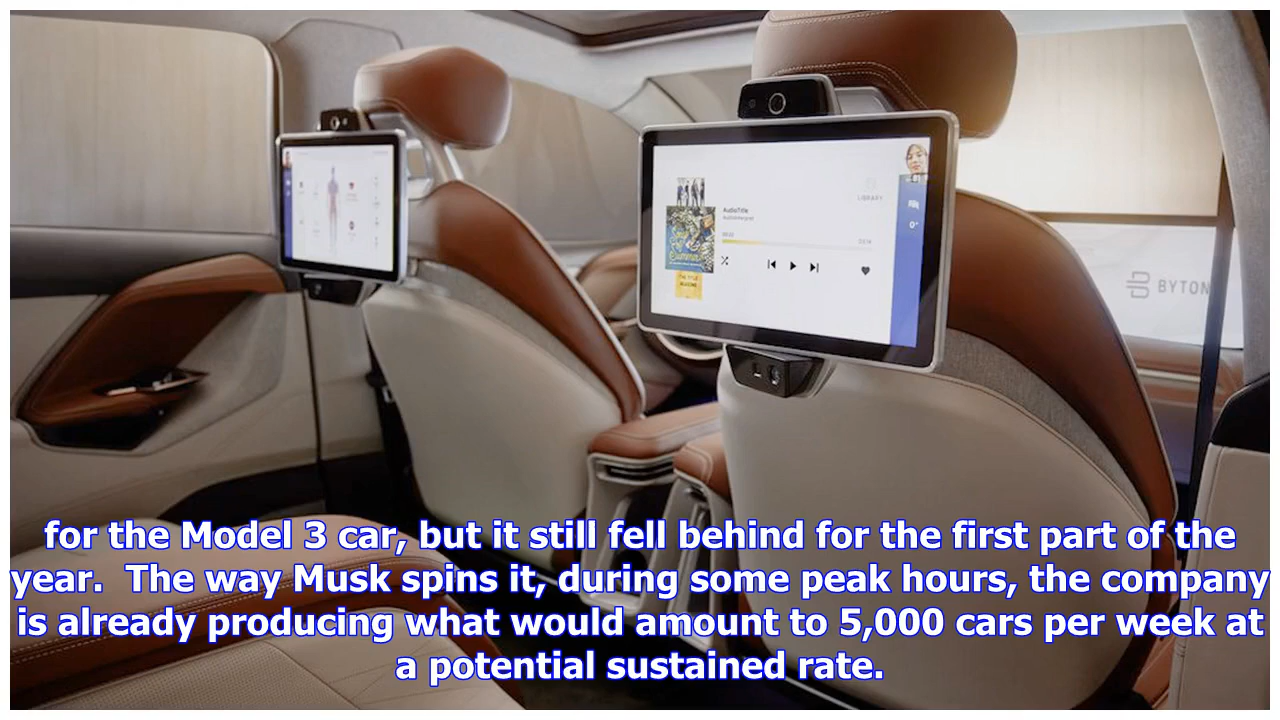 LIBRARY
AudioTitle
BYTON
for the Model 3 car, but it still fell behind for the first part of the
year.  The way Musk spins it, during some peak hours, the company
is already producing what would amount to 5,000 cars per week at
a potential sustained rate.